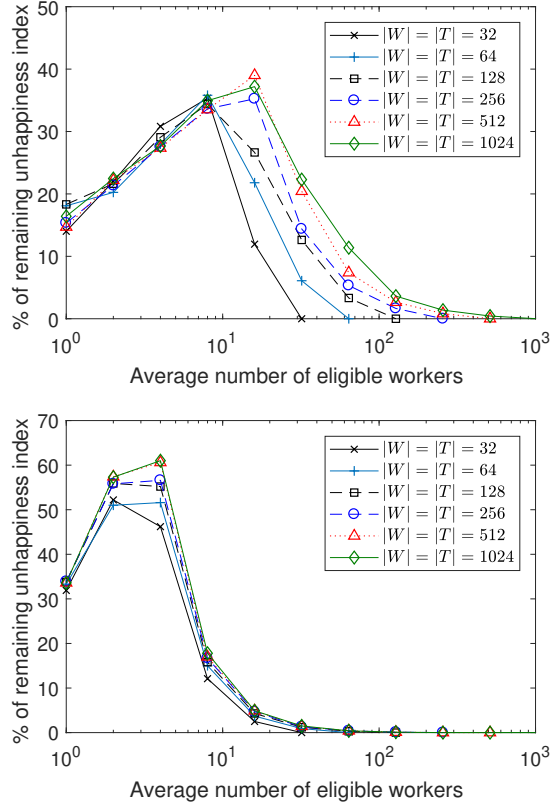 50
40
30
20
10
0
% of remaining unhappiness index
|W| = |T| = 32
|W| = |T| = 64
|W| = |T| = 128
|W| = |T| = 256
|W| = |T| = 512
|W| = |T| = 1024
10^0 10^1 10^2 10^3
Average number of eligible workers
70
60
50
40
30
20
10
0
% of remaining unhappiness index
|W| = |T| = 32
|W| = |T| = 64
|W| = |T| = 128
|W| = |T| = 256
|W| = |T| = 512
|W| = |T| = 1024
10^0 10^1 10^2 10^3
Average number of eligible workers